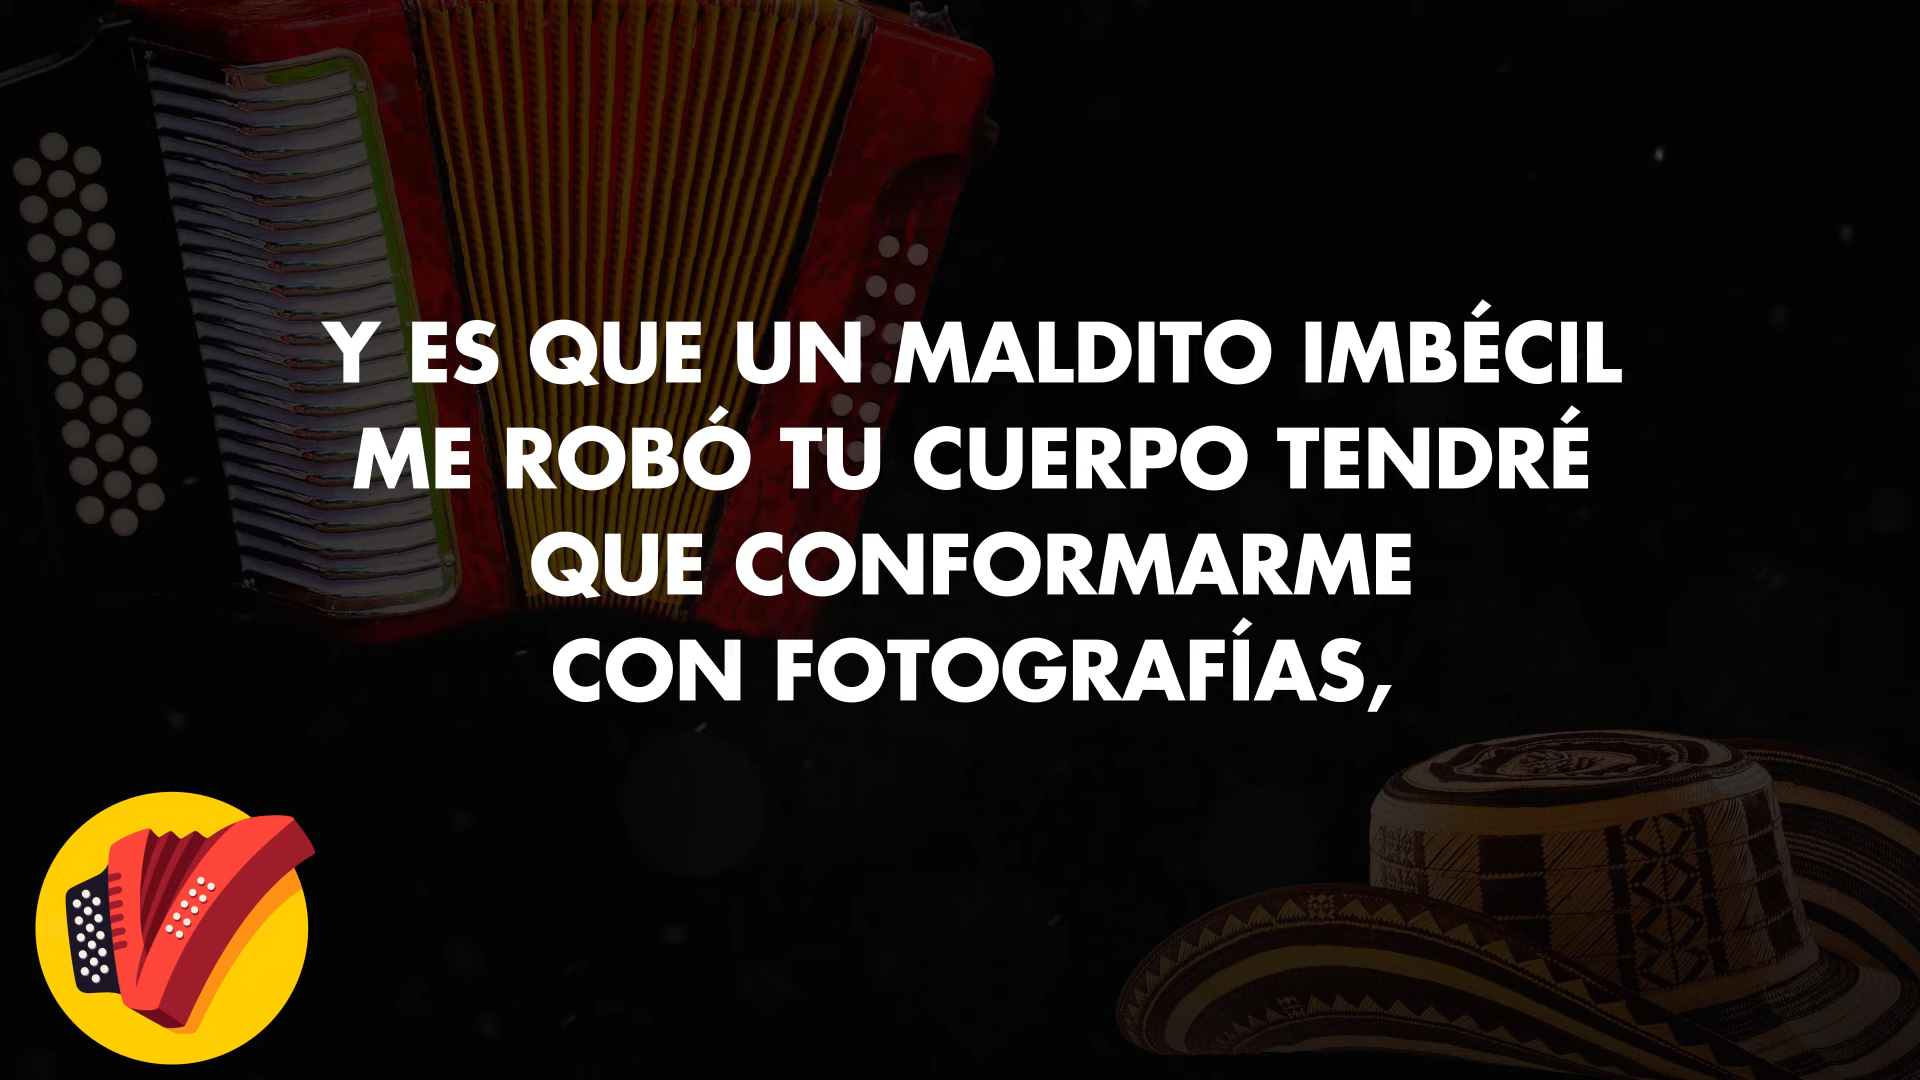 Y ES QUE UN MALDITO IMBÉCIL
ME ROBÓ TU CUERPO TENDRÉ
QUE CONFORMARME
CON FOTOGRAFÍAS,